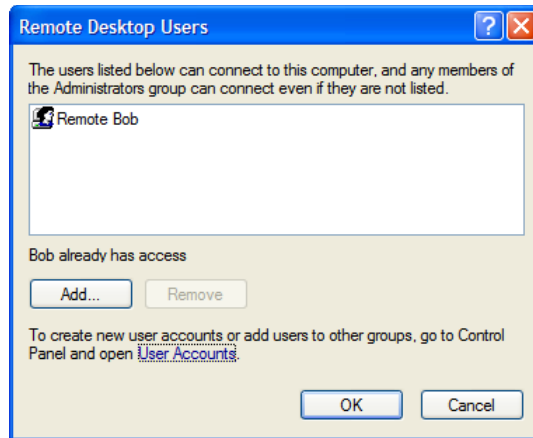 Remote Desktop Users
The users listed below can connect to this computer, and any members of
the Administrators group can connect even if they are not listed.
Remote Bob
Bob already has access
Add... Remove
To create new user accounts or add users to other groups, go to Control
Panel and open User Accounts.
OK Cancel